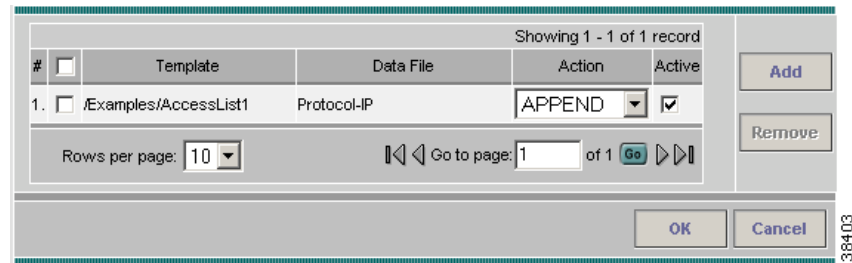 Showing 1 - 1 of 1 record
# Template Data File Action Active
1. /Examples/AccessList1 Protocol-IP APPEND
Rows per page: 10 Go to page: 1 of 1 Go
Add
Remove
OK Cancel
38403